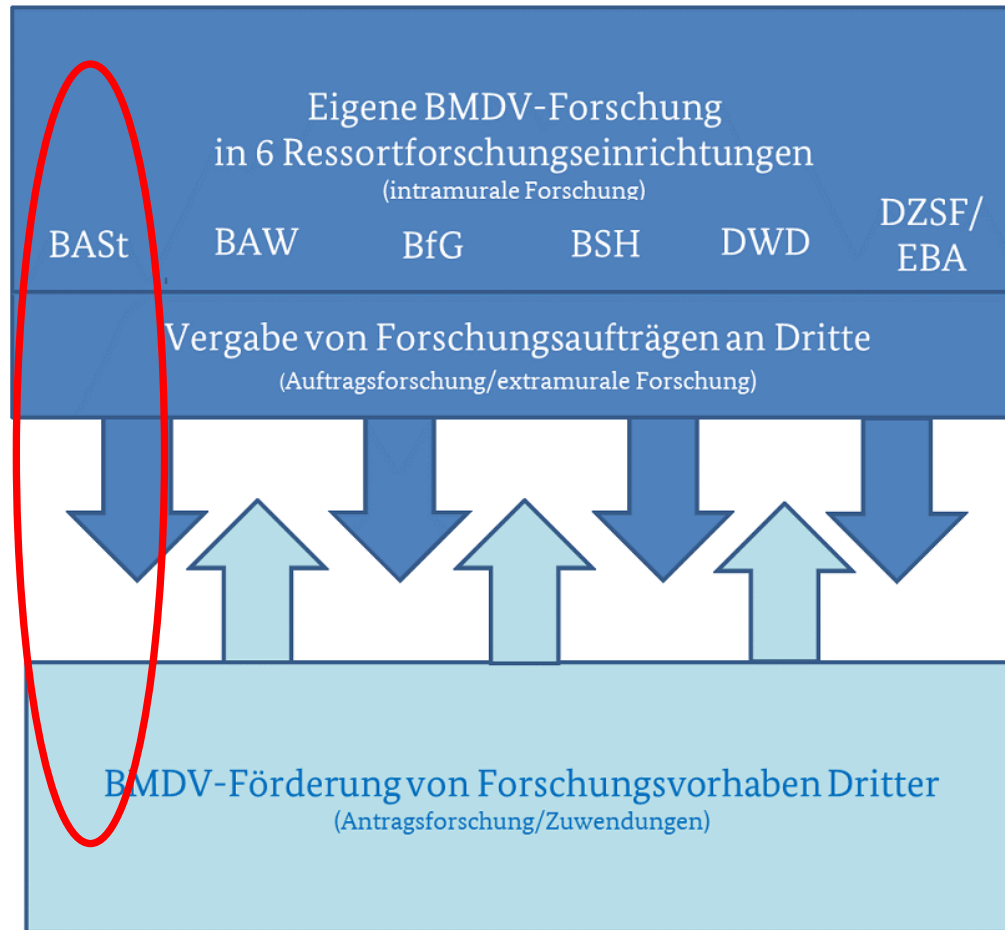 Eigene BMDV-Forschung
in 6 Ressortforschungseinrichtungen
(intramurale Forschung)
BASt BAW BfG BSH DWD DZSF/
EBA
Vergabe von Forschungsaufträgen an Dritte
(Auftragsforschung/extramurale Forschung)
BMDV-Förderung von Forschungsvorhaben Dritter
(Antragsforschung/Zuwendungen)